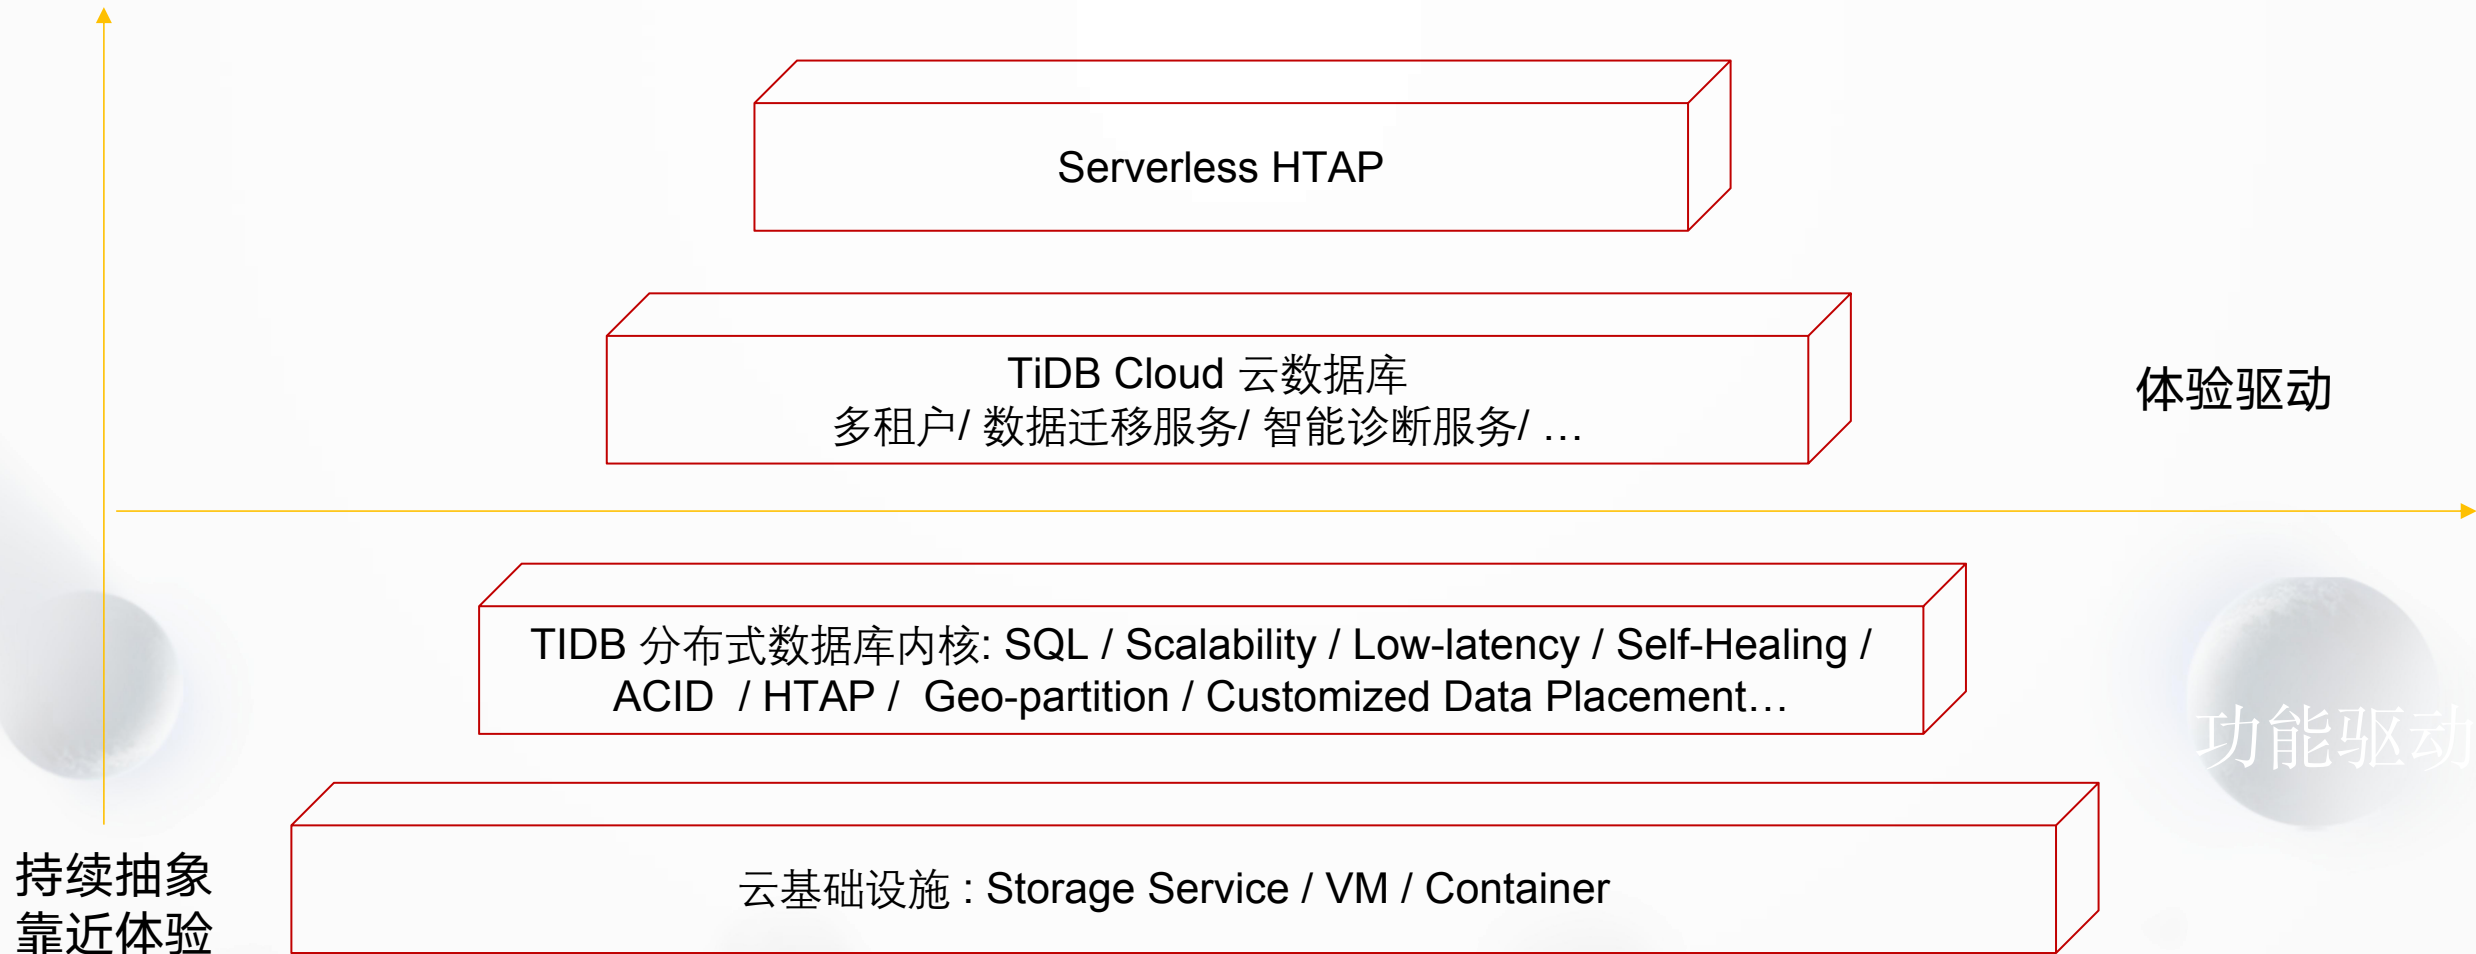 Serverless HTAP
TiDB Cloud 云数据库
多租户/ 数据迁移服务/ 智能诊断服务/ …
体验驱动
TIDB 分布式数据库内核: SQL / Scalability / Low-latency / Self-Healing /
ACID / HTAP / Geo-partition / Customized Data Placement…
功能驱动
云基础设施 : Storage Service / VM / Container
持续抽象
靠近体验